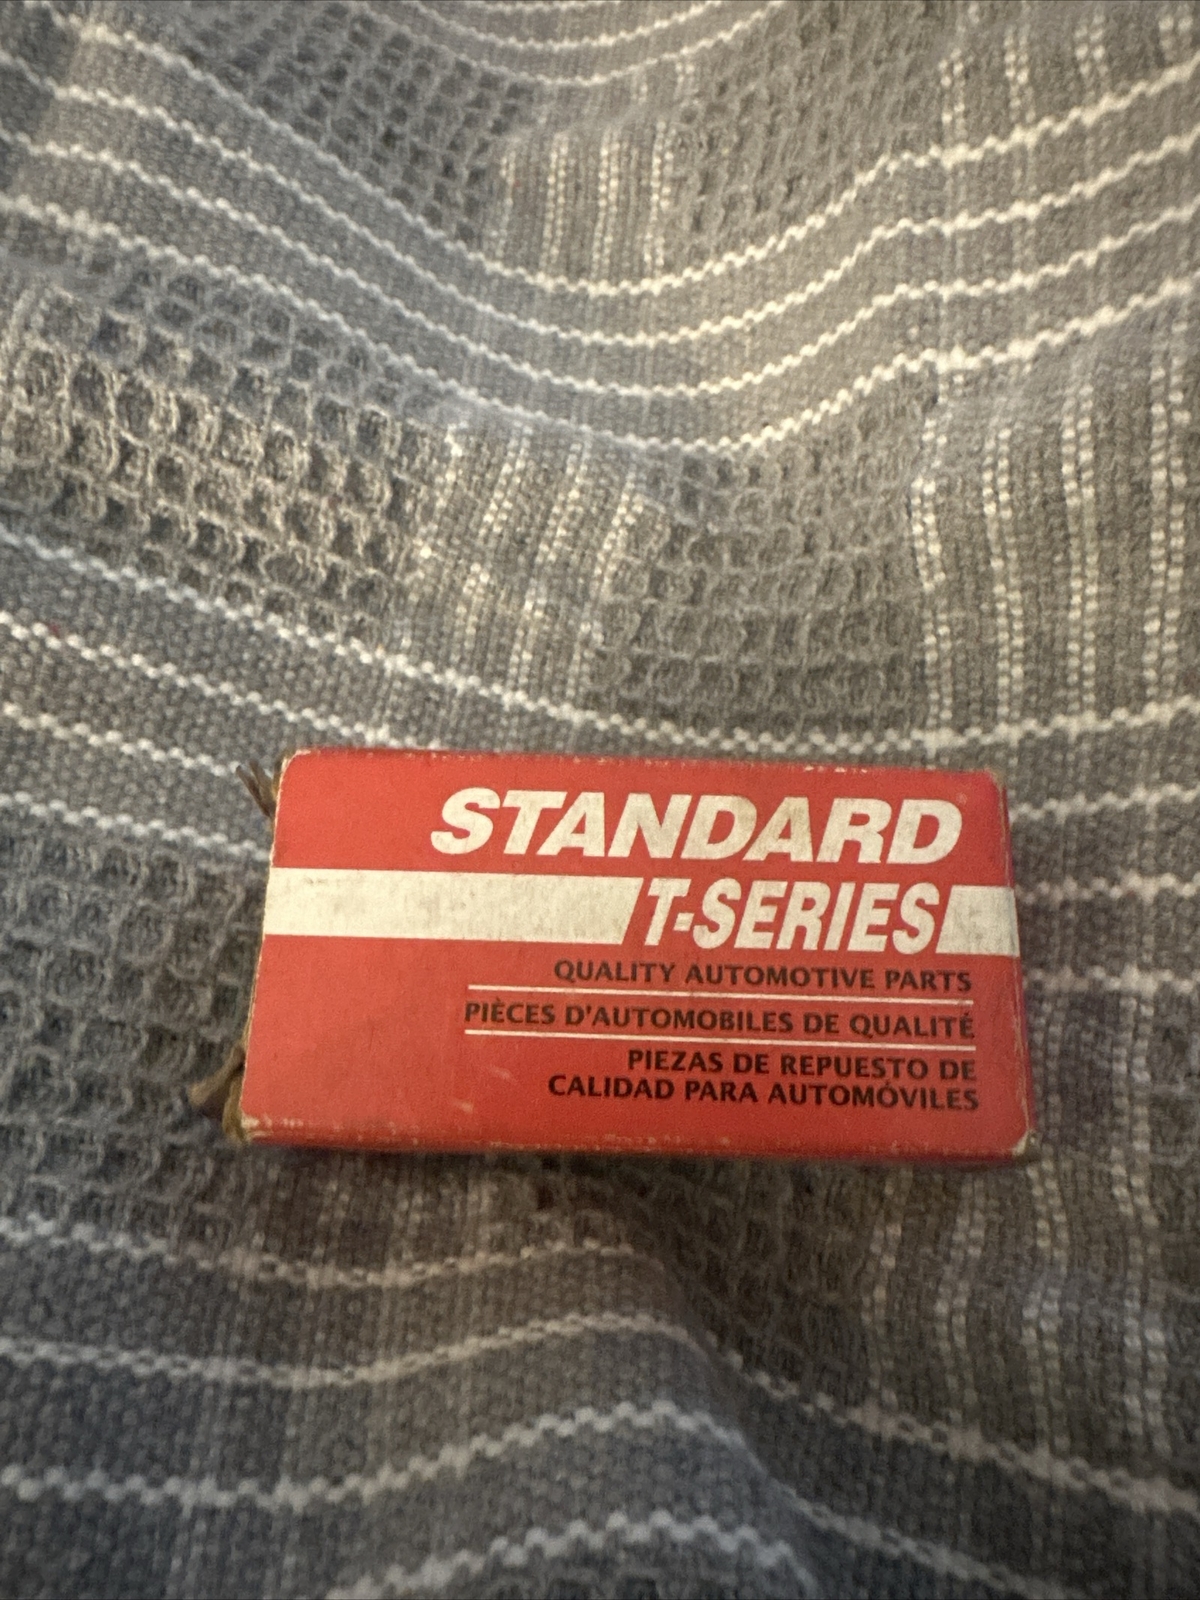 STANDARD
T-SERIES
QUALITY AUTOMOTIVE PARTS
PIÈCES D'AUTOMOBILES DE QUALITÉ
PIEZAS DE REPUESTO DE
CALIDAD PARA AUTOMÓVILES